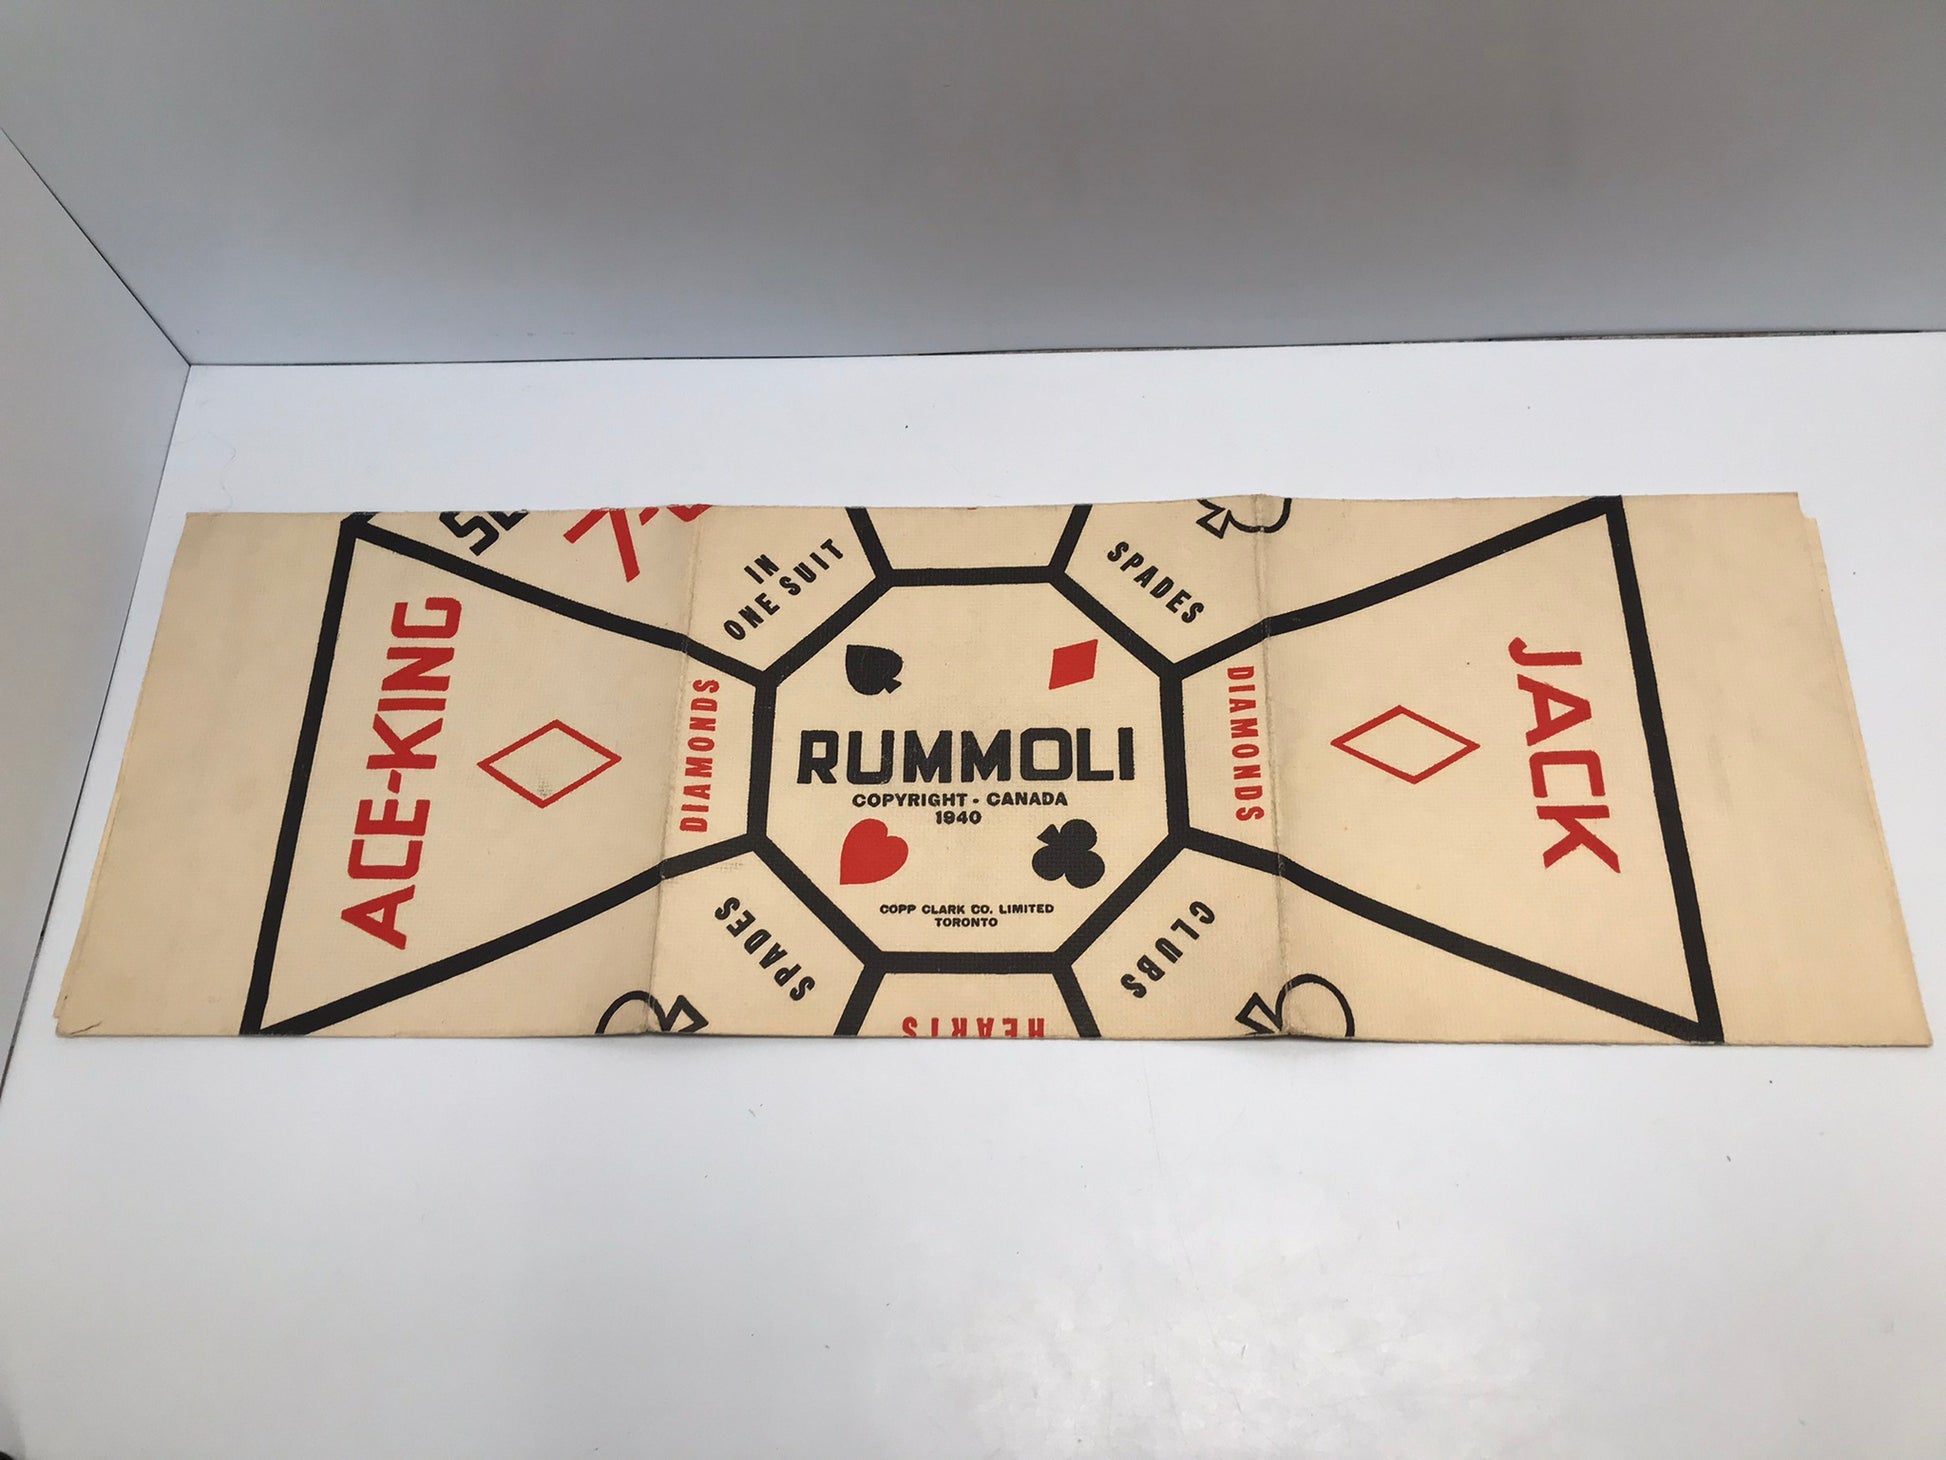 IN
ONE SUIT
SPADES
ACE-KING
DIAMONDS
RUMMOLI
COPYRIGHT - CANADA
1940
COPP CLARK CO. LIMITED
TORONTO
DIAMONDS
JACK
SPADES
HEARTS
CLUBS